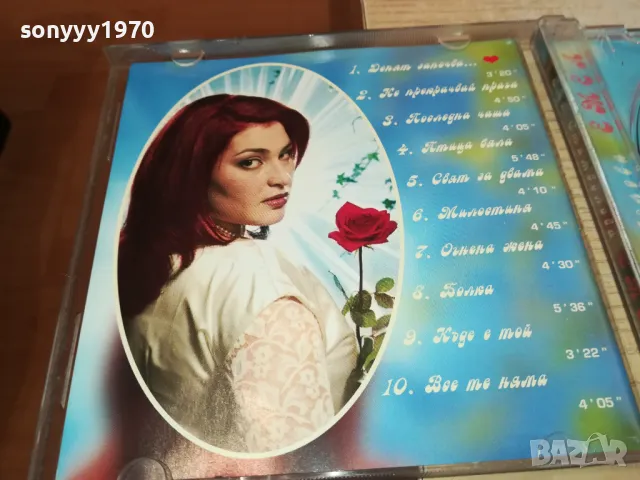 sonyyy1970
1. Денят започва...
3'20"
2. Не прекрачвай прага
4'50"
3. Последна чаша
4'05"
4. Птица бяла
5'48"
5. Свят за двама
4'10"
6. Милостиня
4'45"
7. Огнена жена
4'30"
8. Болка
5'36"
9. Къде е той
3'22"
10. Все те няма
4'05"
BAZAR